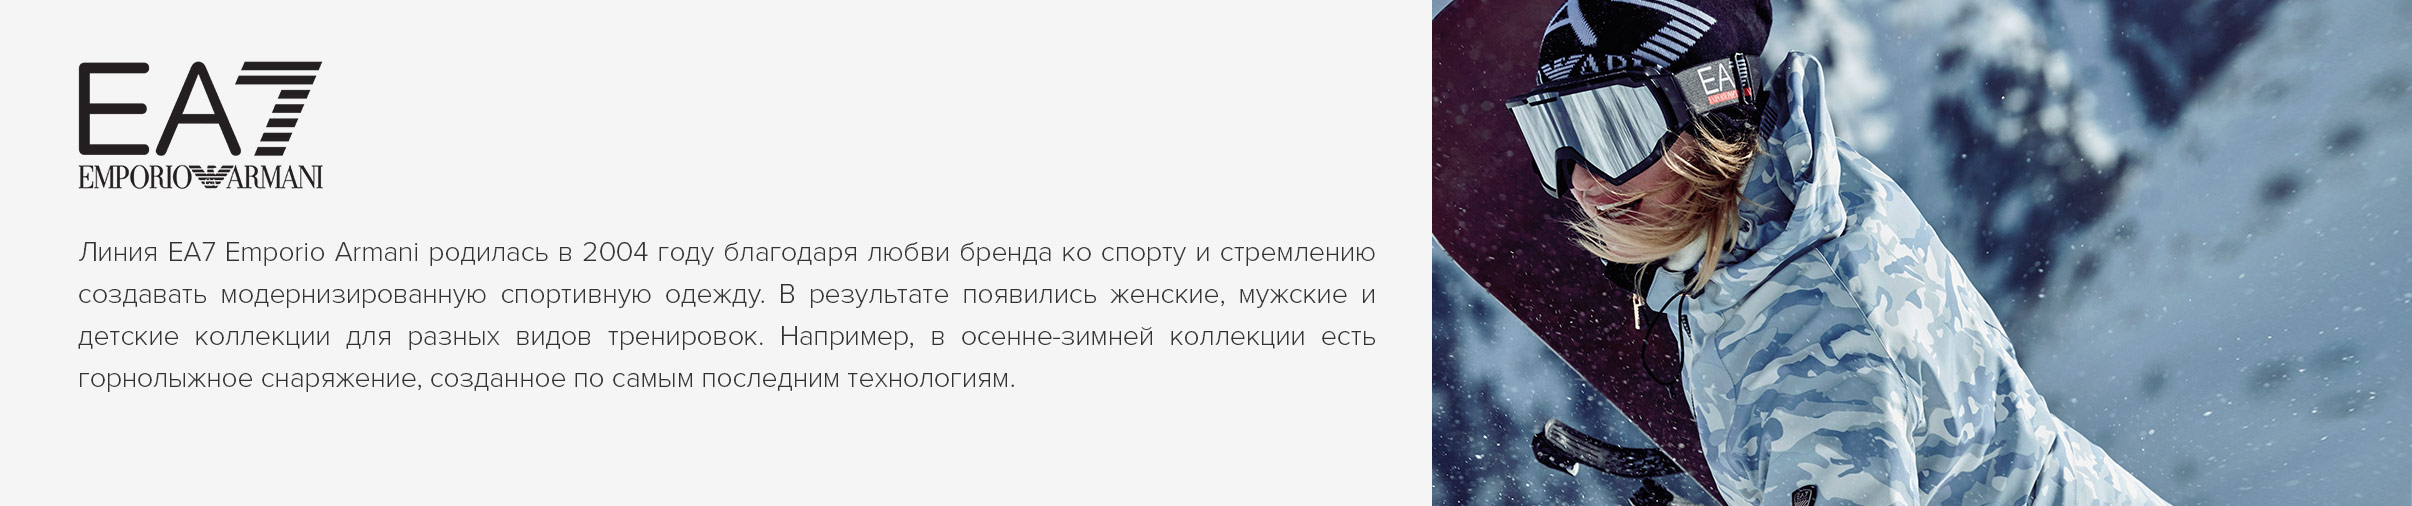 EA7
EMPORIO ARMANI
Линия EA7 Emporio Armani родилась в 2004 году благодаря любви бренда ко спорту и стремлению
создавать модернизированную спортивную одежду. В результате появились женские, мужские и
детские коллекции для разных видов тренировок. Например, в осенне-зимней коллекции есть
горнолыжное снаряжение, созданное по самым последним технологиям.
EA7